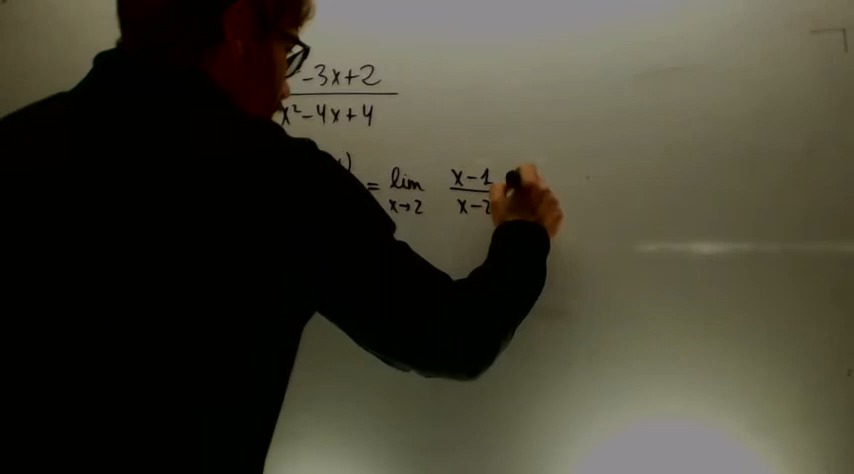 -3x+2
x²-4x+4
= lim x-1
x→2 x-2